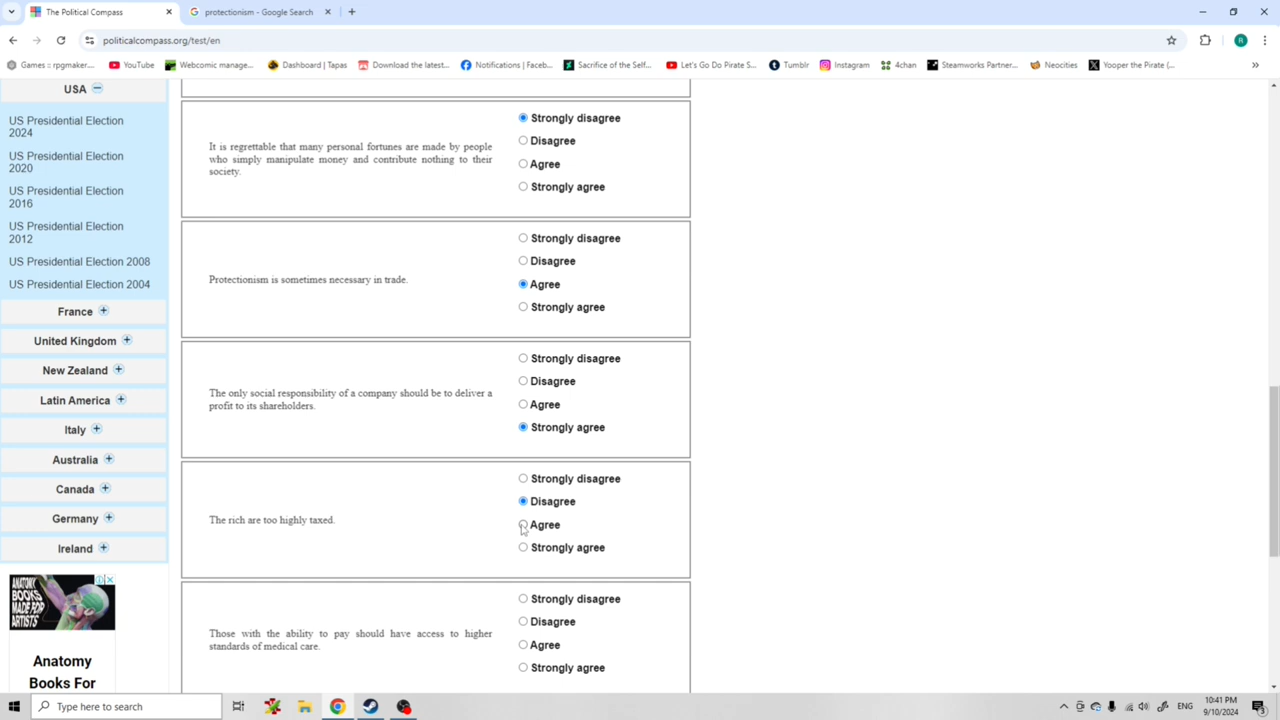 The Political Compass
protectionism - Google Search
politicalcompass.org/test/en
Games :: rpgmaker...
YouTube
Webcomic manage...
Dashboard | Tapas
Download the latest...
Notifications | Faceb...
Sacrifice of the Self...
Let's Go Do Pirate S...
Tumblr
Instagram
4chan
Steamworks Partner...
Neocities
Yooper the Pirate (...
USA
US Presidential Election
2024
US Presidential Election
2020
US Presidential Election
2016
US Presidential Election
2012
US Presidential Election 2008
US Presidential Election 2004
France
United Kingdom
New Zealand
Latin America
Italy
Australia
Canada
Germany
Ireland
ANATOMY
BOOKS
MADE FOR
ARTISTS
Anatomy
Books For
It is regrettable that many personal fortunes are made by people
who simply manipulate money and contribute nothing to their
society.
Strongly disagree
Disagree
Agree
Strongly agree
Protectionism is sometimes necessary in trade.
Strongly disagree
Disagree
Agree
Strongly agree
The only social responsibility of a company should be to deliver a
profit to its shareholders.
Strongly disagree
Disagree
Agree
Strongly agree
The rich are too highly taxed.
Strongly disagree
Disagree
Agree
Strongly agree
Those with the ability to pay should have access to higher
standards of medical care.
Strongly disagree
Disagree
Agree
Strongly agree
Type here to search
ENG
10:41 PM
9/10/2024
3